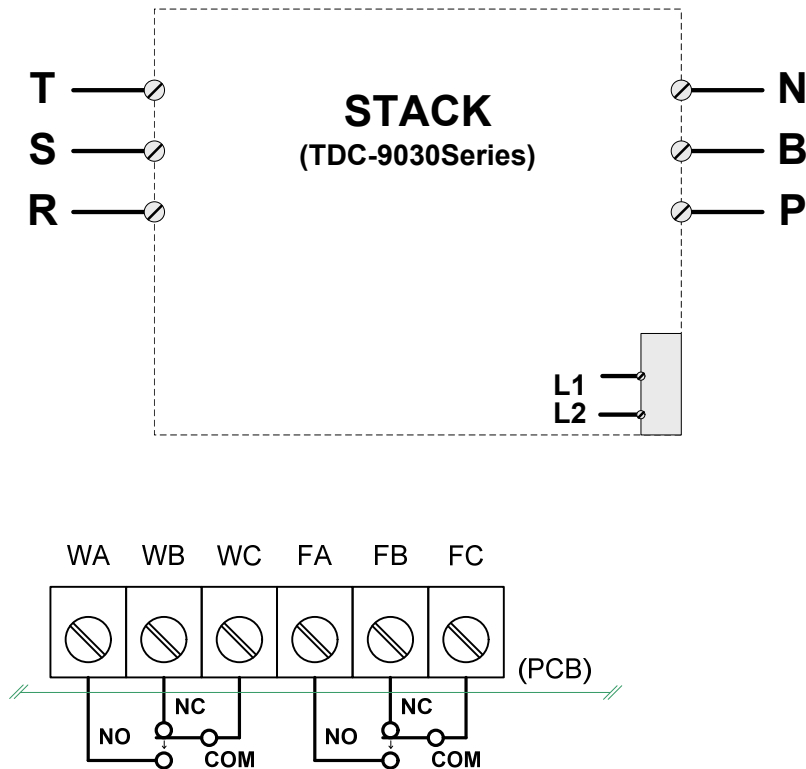 T
STACK
N
S
(TDC-9030Series)
B
R
P
L1
L2
WA WB WC FA FB FC
(PCB)
NC NC
NO NO
COM COM